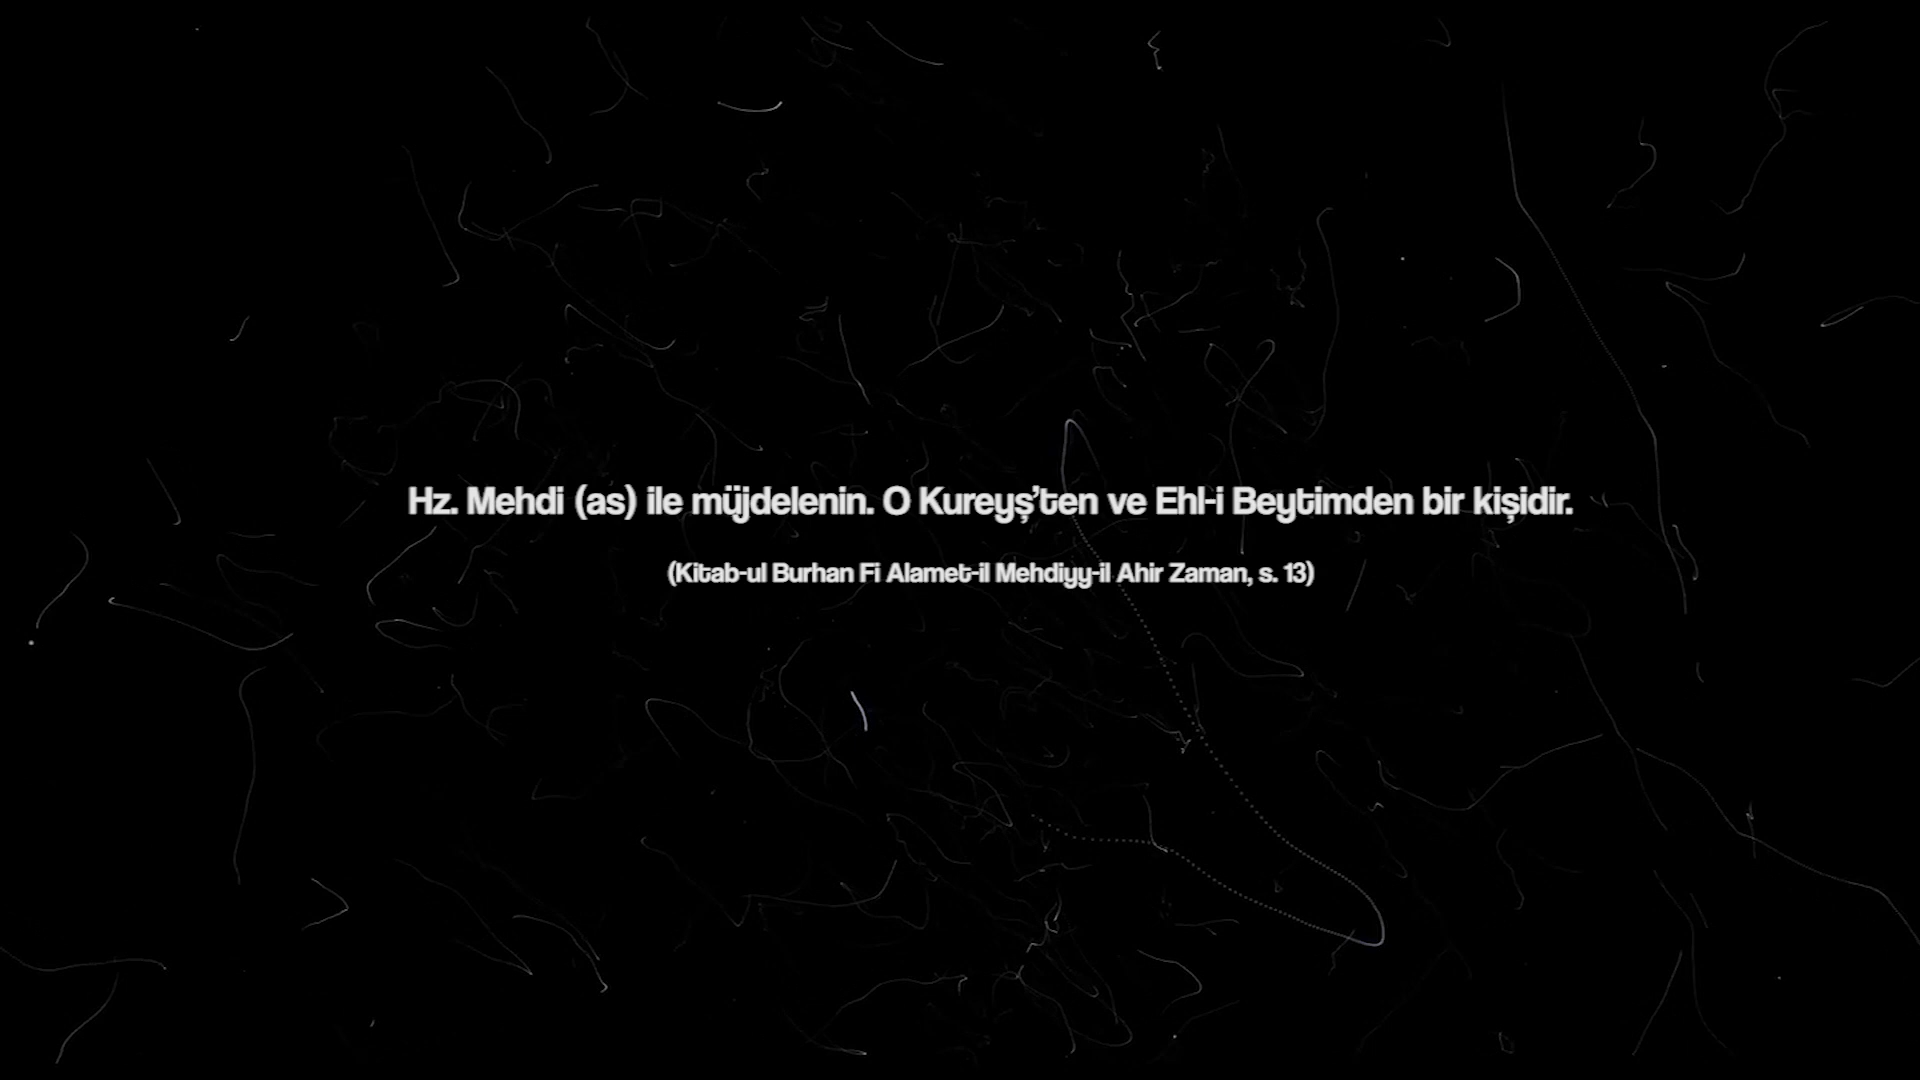 Hz. Mehdi (as) ile müjdelenin. O Kureyş’ten ve Ehl-i Beytimden bir kişidir.
(Kitab-ul Burhan Fi Alamet-il Mehdiyy-il Ahir Zaman, s. 13)